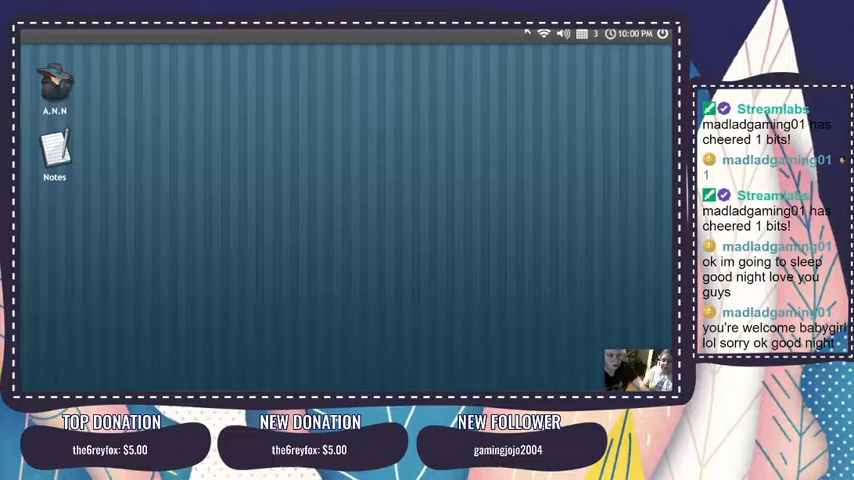 3 10:00 PM
A.N.N
Notes
Streamlabs
madladgaming01 has
cheered 1 bits!
madladgaming01
1
Streamlabs
madladgaming01 has
cheered 1 bits!
madladgaming01
ok im going to sleep
good night love you
guys
madladgaming01
you're welcome babygirl
lol sorry ok good night
TOP DONATION
NEW DONATION
NEW FOLLOWER
the6reyfox: $5.00
the6reyfox: $5.00
gamingjojo2004